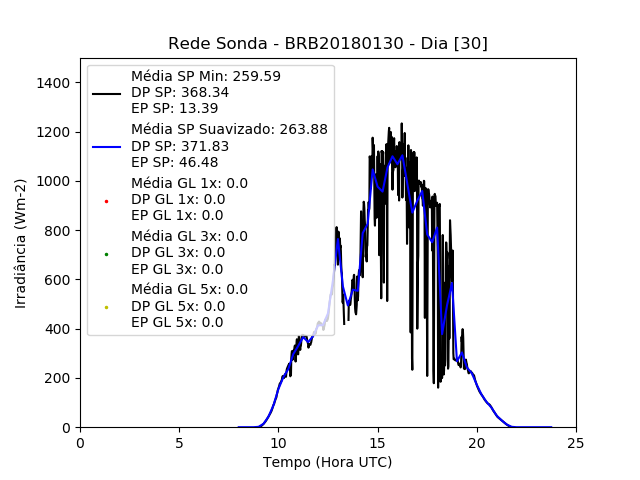 Rede Sonda - BRB20180130 - Dia [30]
Média SP Min: 259.59
DP SP: 368.34
EP SP: 13.39
Média SP Suavizado: 263.88
DP SP: 371.83
EP SP: 46.48
Média GL 1x: 0.0
DP GL 1x: 0.0
EP GL 1x: 0.0
Média GL 3x: 0.0
DP GL 3x: 0.0
EP GL 3x: 0.0
Média GL 5x: 0.0
DP GL 5x: 0.0
EP GL 5x: 0.0
Irradiância (Wm-2)
1400
1200
1000
800
600
400
200
0
0 5 10 15 20 25
Tempo (Hora UTC)